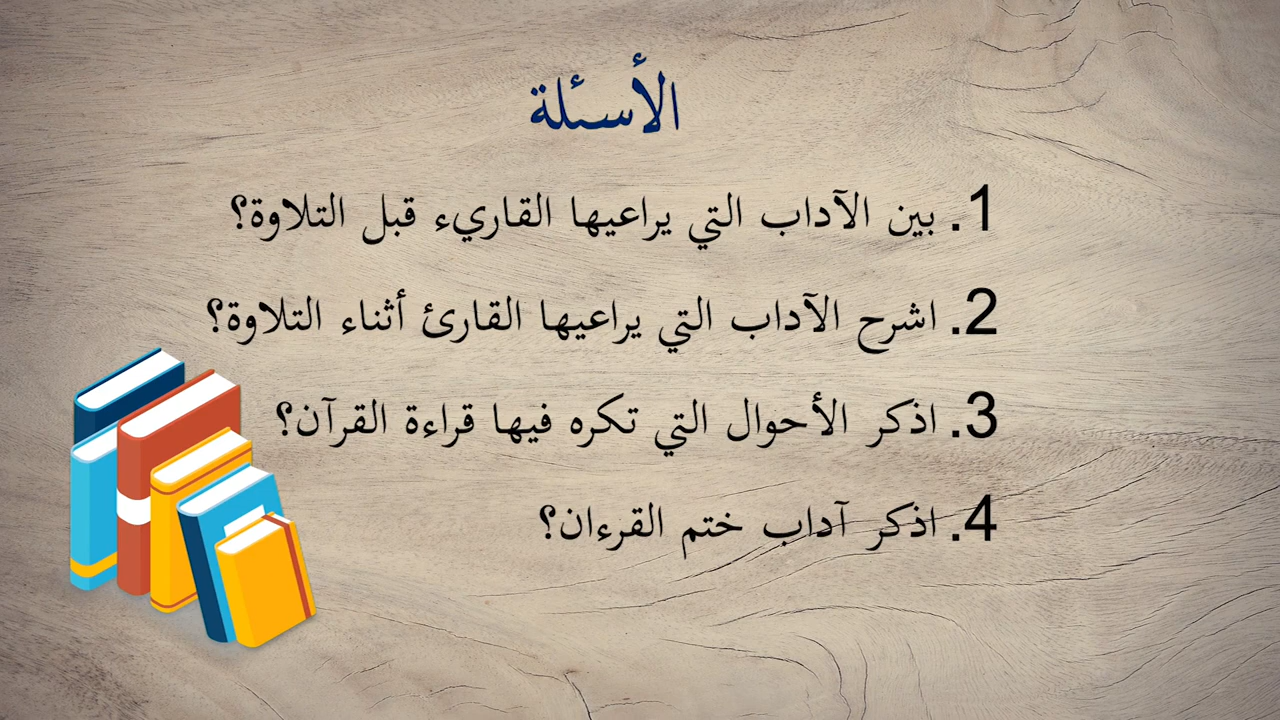 الأسئلة
1. بين الآداب التي يراعيها القاريء قبل التلاوة؟
2. اشرح الآداب التي يراعيها القارئ أثناء التلاوة؟
3. اذكر الأحوال التي تكره فيها قراءة القرآن؟
4. اذكر آداب ختم القرءان؟